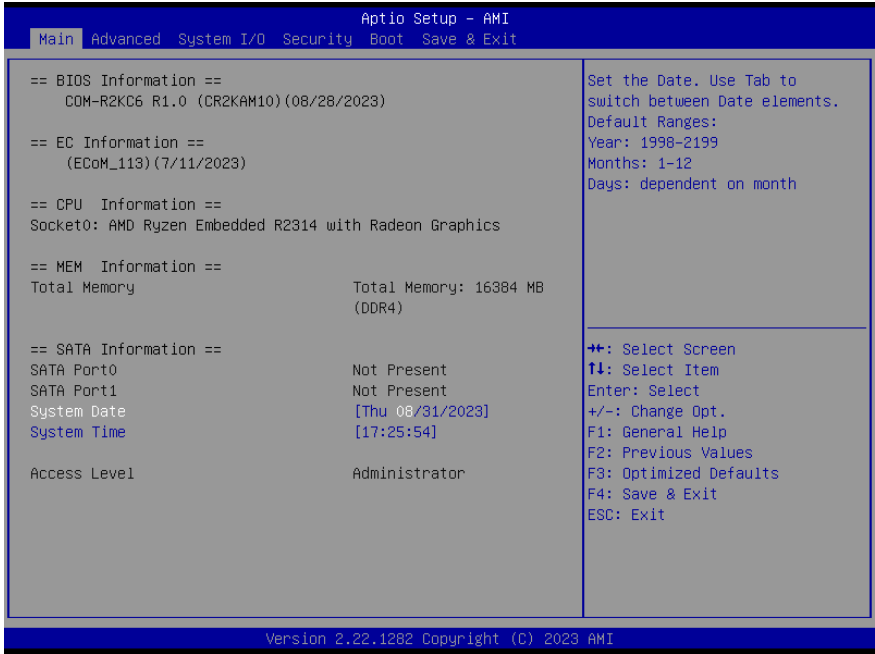 Aptio Setup – AMI
Main Advanced System I/O Security Boot Save & Exit
== BIOS Information ==
COM-R2KC6 R1.0 (CR2KAM10)(08/28/2023)
== EC Information ==
(ECoM_113)(7/11/2023)
== CPU Information ==
Socket0: AMD Ryzen Embedded R2314 with Radeon Graphics
== MEM Information ==
Total Memory Total Memory: 16384 MB
(DDR4)
== SATA Information ==
SATA Port0 Not Present
SATA Port1 Not Present
System Date [Thu 08/31/2023]
System Time [17:25:54]
Access Level Administrator
Set the Date. Use Tab to
switch between Date elements.
Default Ranges:
Year: 1998–2199
Months: 1–12
Days: dependent on month
→←: Select Screen
↑↓: Select Item
Enter: Select
+/-: Change Opt.
F1: General Help
F2: Previous Values
F3: Optimized Defaults
F4: Save & Exit
ESC: Exit
Version 2.22.1282 Copyright (C) 2023 AMI